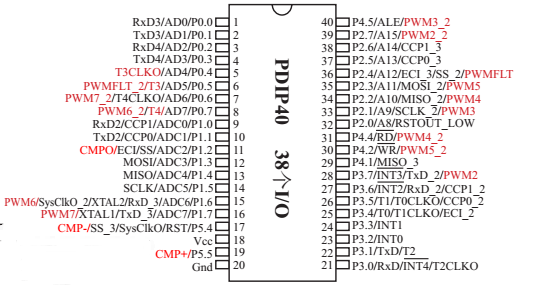 RxD3/AD0/P0.0 1
TxD3/AD1/P0.1 2
RxD4/AD2/P0.2 3
TxD4/AD3/P0.3 4
T3CLKO/AD4/P0.4 5
PWMFLT_2/T3/AD5/P0.5 6
PWM7_2/T4CLKO/AD6/P0.6 7
PWM6_2/T4/AD7/P0.7 8
RxD2/CCP1/ADC0/P1.0 9
TxD2/CCP0/ADC1/P1.1 10
CMPO/ECI/SS/ADC2/P1.2 11
MOSI/ADC3/P1.3 12
MISO/ADC4/P1.4 13
SCLK/ADC5/P1.5 14
PWM6/SysClkO_2/XTAL2/RxD_3/ADC6/P1.6 15
PWM7/XTAL1/TxD_3/ADC7/P1.7 16
CMP-/SS_3/SysClkO/RST/P5.4 17
Vcc 18
CMP+/P5.5 19
Gnd 20
PDIP40 38个I/O
40 P4.5/ALE/PWM3_2
39 P2.7/A15/PWM2_2
38 P2.6/A14/CCP1_3
37 P2.5/A13/CCP0_3
36 P2.4/A12/ECI_3/SS_2/PWMFLT
35 P2.3/A11/MOSI_2/PWM5
34 P2.2/A10/MISO_2/PWM4
33 P2.1/A9/SCLK_2/PWM3
32 P2.0/A8/RSTOUT_LOW
31 P4.4/RD/PWM4_2
30 P4.2/WR/PWM5_2
29 P4.1/MISO_3
28 P3.7/INT3/TxD_2/PWM2
27 P3.6/INT2/RxD_2/CCP1_2
26 P3.5/T1/T0CLKO/CCP0_2
25 P3.4/T0/T1CLKO/ECI_2
24 P3.3/INT1
23 P3.2/INT0
22 P3.1/TxD/T2
21 P3.0/RxD/INT4/T2CLKO